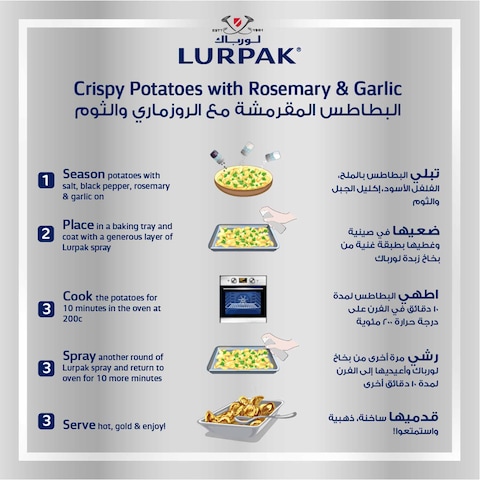 ESTD 1901
لورباك
LURPAK®
Crispy Potatoes with Rosemary & Garlic
البطاطس المقرمشة مع الروزماري والثوم
1
Season potatoes with
salt, black pepper, rosemary
& garlic on
تبلي البطاطس بالملح،
الفلفل الأسود، إكليل الجبل
والثوم
2
Place in a baking tray and
coat with a generous layer of
Lurpak spray
ضعيها في صينية
وغطيها بطبقة غنية من
بخاخ زبدة لورباك
3
Cook the potatoes for
10 minutes in the oven at
200c
اطهي البطاطس لمدة
١٠ دقائق في الفرن على
درجة حرارة ٢٠٠ مئوية
3
Spray another round of
Lurpak spray and return to
oven for 10 more minutes
رشي مرة أخرى من بخاخ
لورباك وأعيديها إلى الفرن
لمدة ١٠ دقائق أخرى
3
Serve hot, gold & enjoy!
قدميها ساخنة، ذهبية
واستمتعوا!